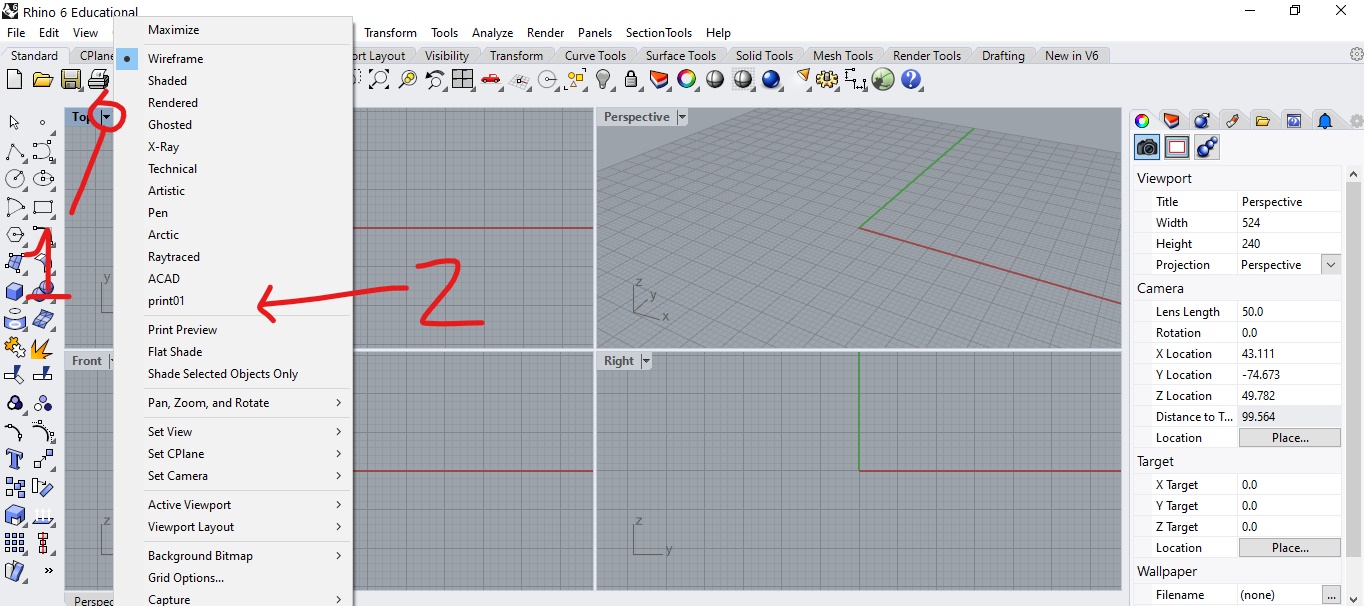 Rhino 6 Educational
File Edit View Transform Tools Analyze Render Panels SectionTools Help
Standard CPlane ort Layout Visibility Transform Curve Tools Surface Tools Solid Tools Mesh Tools Render Tools Drafting New in V6
Maximize
Wireframe
Shaded
Rendered
Ghosted
X-Ray
Technical
Artistic
Pen
Arctic
Raytraced
ACAD
print01
Print Preview
Flat Shade
Shade Selected Objects Only
Pan, Zoom, and Rotate
Set View
Set CPlane
Set Camera
Active Viewport
Viewport Layout
Background Bitmap
Grid Options...
Capture
1
2
Top
y
Perspective
z
y
x
Front
z
Right
z
y
Perspec
Viewport
Title Perspective
Width 524
Height 240
Projection Perspective
Camera
Lens Length 50.0
Rotation 0.0
X Location 43.111
Y Location -74.673
Z Location 49.782
Distance to T... 99.564
Location Place...
Target
X Target 0.0
Y Target 0.0
Z Target 0.0
Location Place...
Wallpaper
Filename (none) ...